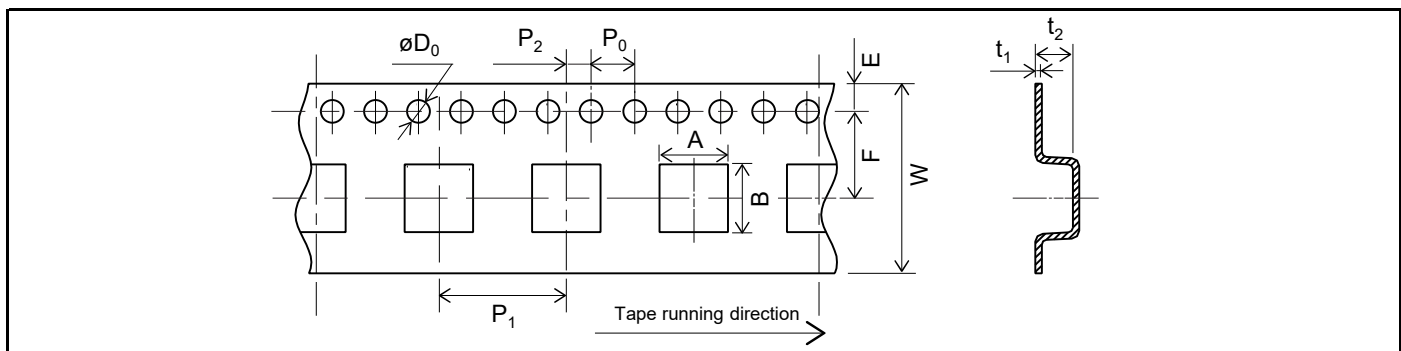 øD₀
P₂
P₀
E
t₁
t₂
A
F
W
B
P₁
Tape running direction